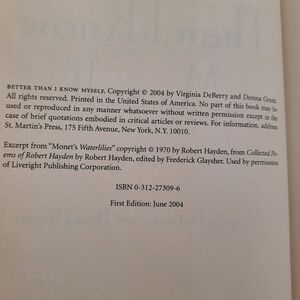 BETTER THAN I KNOW MYSELF. Copyright © 2004 by Virginia DeBerry and Donna Grant.
All rights reserved. Printed in the United States of America. No part of this book may be
used or reproduced in any manner whatsoever without written permission except in the
case of brief quotations embodied in critical articles or reviews. For information, address
St. Martin's Press, 175 Fifth Avenue, New York, N.Y. 10010.
Excerpt from "Monet's Waterlilies" copyright © 1970 by Robert Hayden, from Collected Po-
ems of Robert Hayden by Robert Hayden, edited by Frederick Glaysher. Used by permission
of Liveright Publishing Corporation.
ISBN 0-312-27309-6
First Edition: June 2004